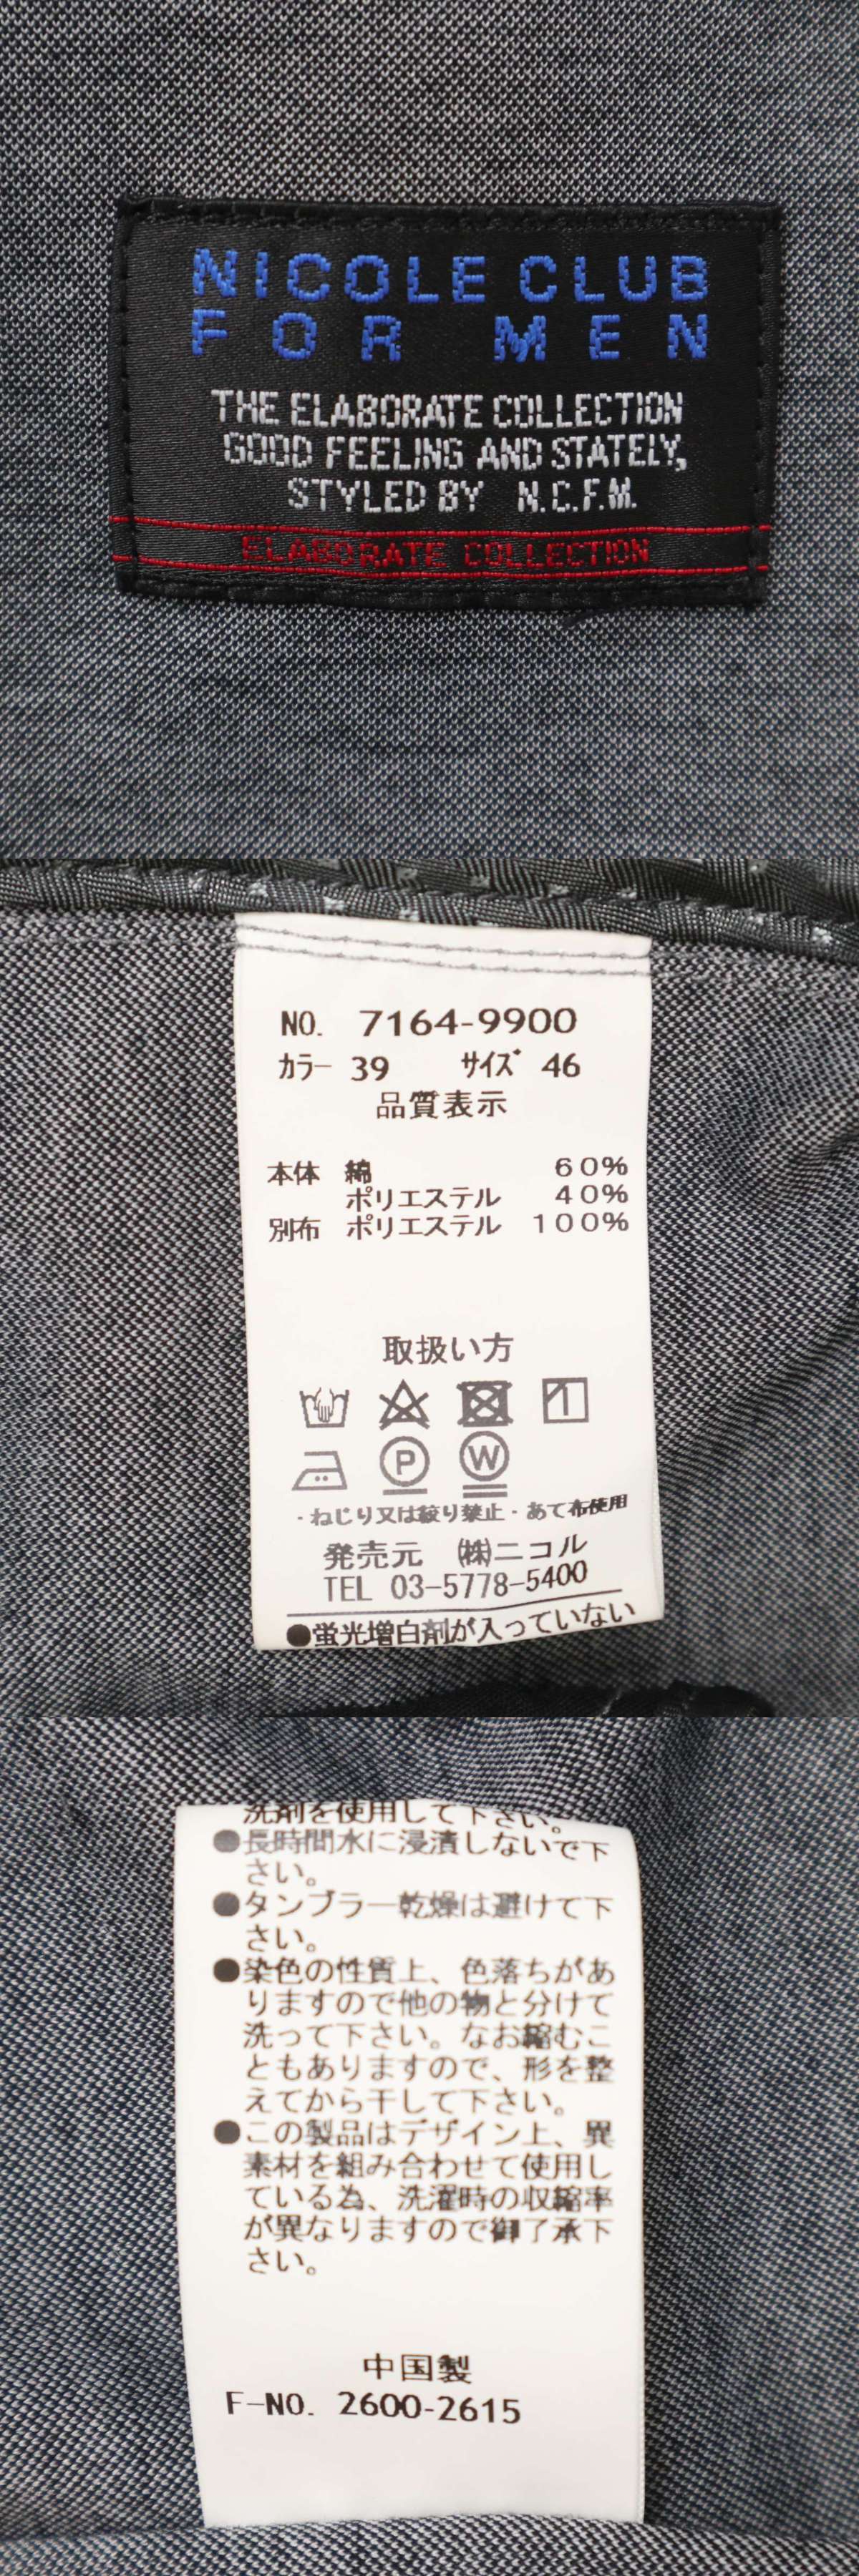 NICOLE CLUB
FOR MEN
THE ELABORATE COLLECTION
GOOD FEELING AND STATELY,
STYLED BY N.C.F.M.
ELABORATE COLLECTION
NO. 7164-9900
カラー 39 サイズ 46
品質表示
本体 綿 60%
ポリエステル 40%
別布 ポリエステル 100%
取扱い方
P W
・ねじり又は絞り禁止・あて布使用
発売元 ㈱ニコル
TEL 03-5778-5400
●蛍光増白剤が入っていない
洗剤を使用して下さい。
●長時間水に浸漬しないで下
さい。
●タンブラー乾燥は避けて下
さい。
●染色の性質上、色落ちがあ
りますので他の物と分けて
洗って下さい。なお縮むこ
ともありますので、形を整
えてから干して下さい。
●この製品はデザイン上、異
素材を組み合わせて使用し
ている為、洗濯時の収縮率
が異なりますので御了承下
さい。
中国製
F-NO. 2600-2615